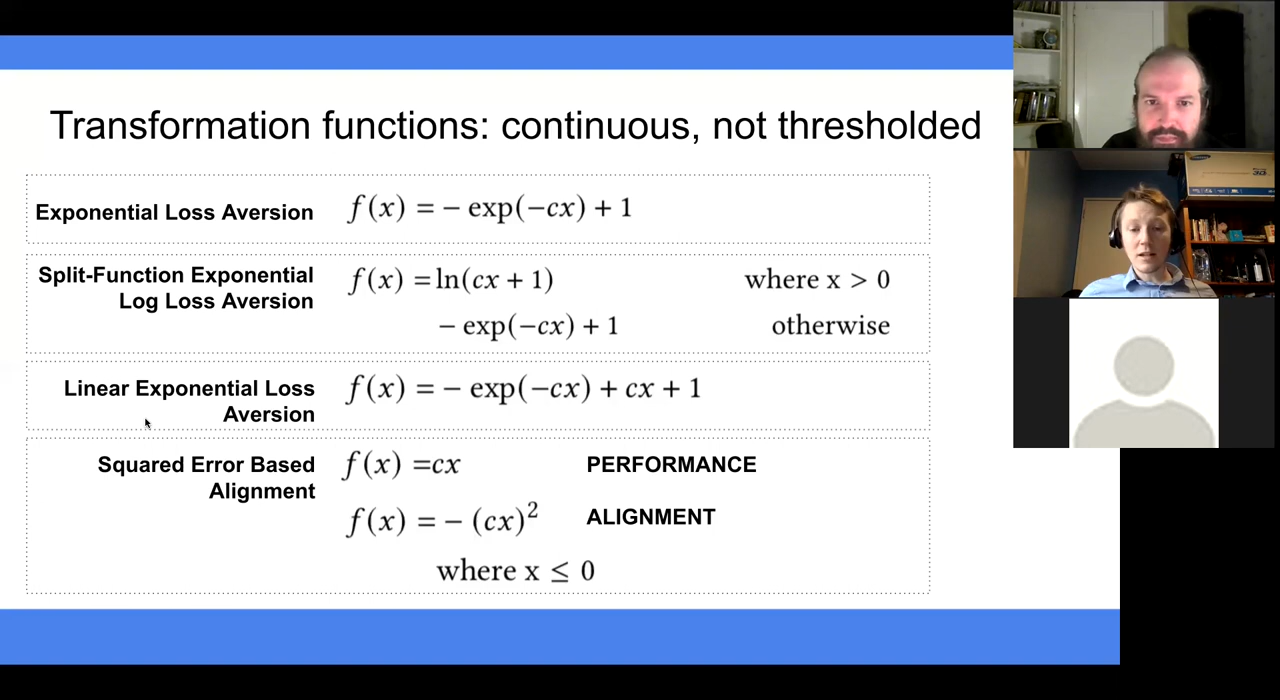 Transformation functions: continuous, not thresholded
Exponential Loss Aversion f(x) = − exp(−cx) + 1
Split-Function Exponential f(x) =ln(cx + 1) where x > 0
Log Loss Aversion
− exp(−cx) + 1 otherwise
Linear Exponential Loss f(x) = − exp(−cx) + cx + 1
Aversion
Squared Error Based f(x) =cx PERFORMANCE
Alignment
f(x) = − (cx)² ALIGNMENT
where x ≤ 0